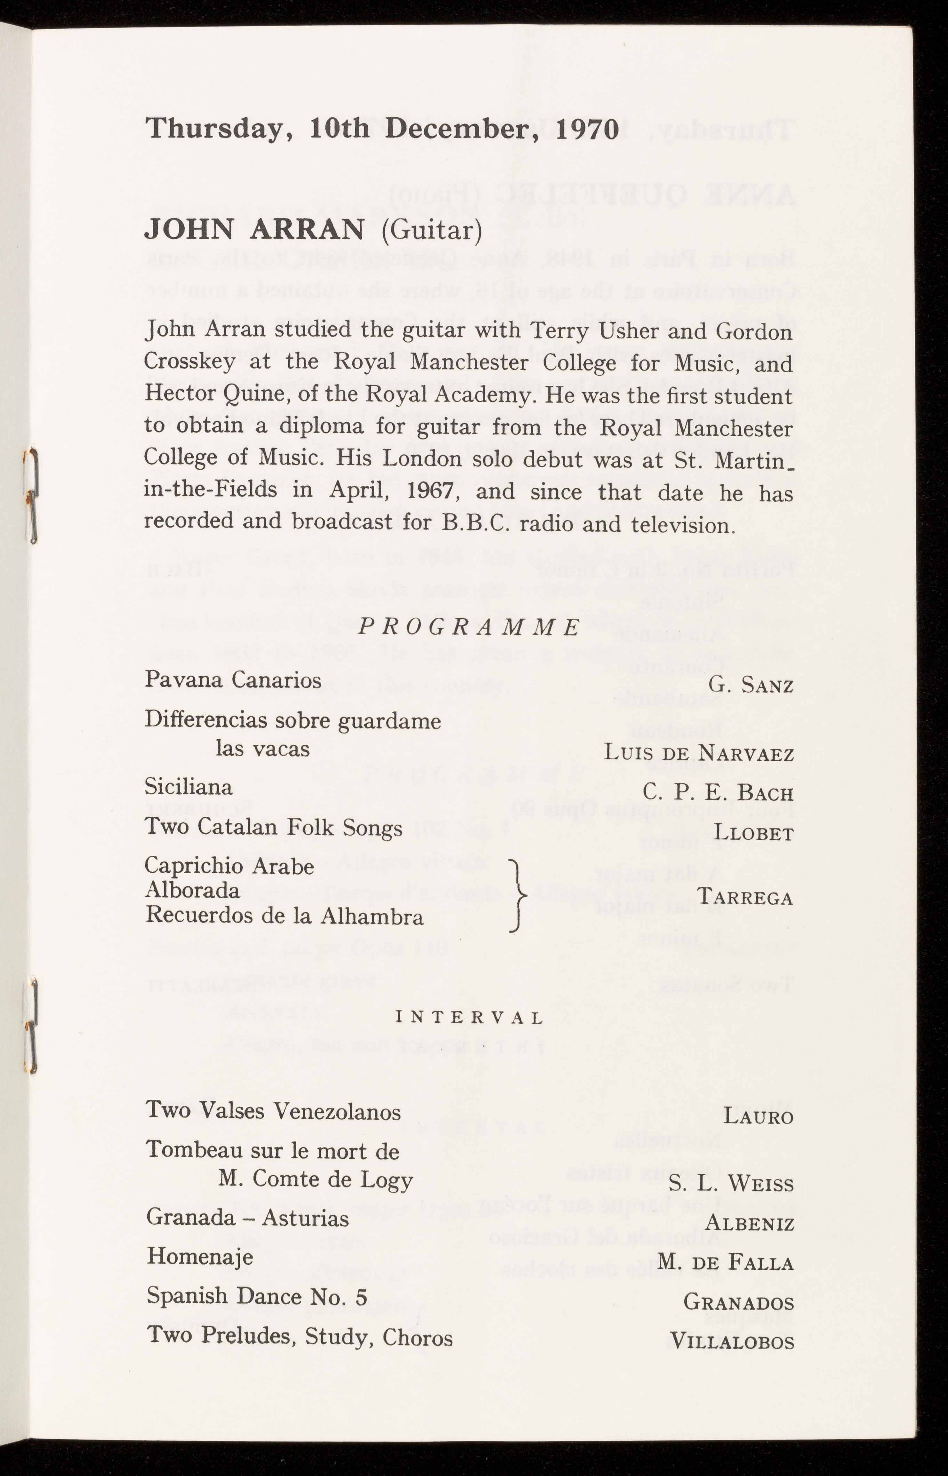 Thursday, 10th December, 1970
JOHN ARRAN (Guitar)
John Arran studied the guitar with Terry Usher and Gordon
Crosskey at the Royal Manchester College for Music, and
Hector Quine, of the Royal Academy. He was the first student
to obtain a diploma for guitar from the Royal Manchester
College of Music. His London solo debut was at St. Martin-
in-the-Fields in April, 1967, and since that date he has
recorded and broadcast for B.B.C. radio and television.
PROGRAMME
Pavana Canarios G. SANZ
Differencias sobre guardame
las vacas LUIS DE NARVAEZ
Siciliana C. P. E. BACH
Two Catalan Folk Songs LLOBET
Caprichio Arabe
Alborada
Recuerdos de la Alhambra
} TARREGA
INTERVAL
Two Valses Venezolanos LAURO
Tombeau sur le mort de
M. Comte de Logy S. L. WEISS
Granada – Asturias ALBENIZ
Homenaje M. DE FALLA
Spanish Dance No. 5 GRANADOS
Two Preludes, Study, Choros VILLALOBOS